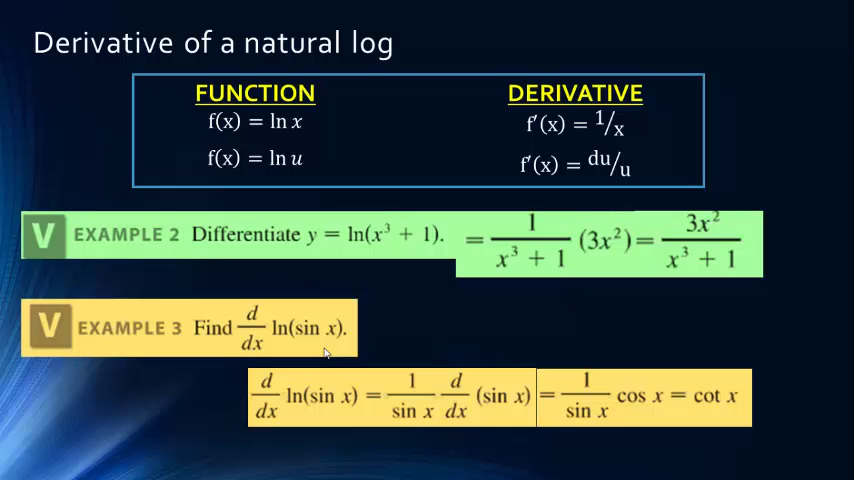 Derivative of a natural log
FUNCTION DERIVATIVE
f(x) = ln x f′(x) = 1/x
f(x) = ln u f′(x) = du/u
V EXAMPLE 2 Differentiate y = ln(x³ + 1). = 1/(x³ + 1) (3x²) = 3x²/(x³ + 1)
V EXAMPLE 3 Find d/dx ln(sin x).
d/dx ln(sin x) = 1/sin x d/dx (sin x) = 1/sin x cos x = cot x